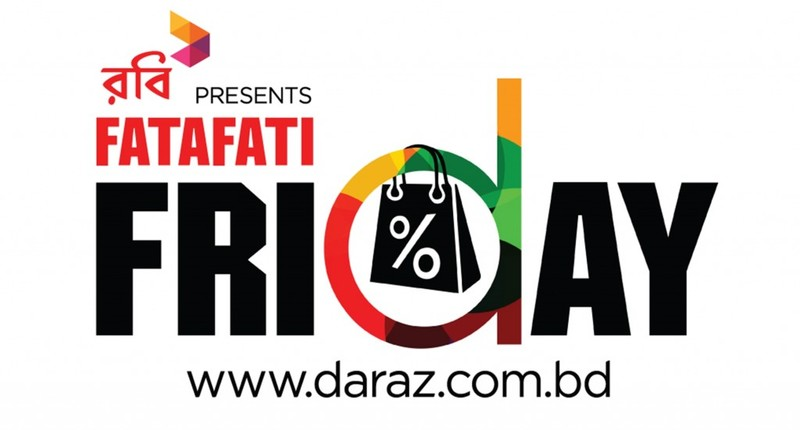 রবি PRESENTS
FATAFATI
FRIdAY
%
www.daraz.com.bd